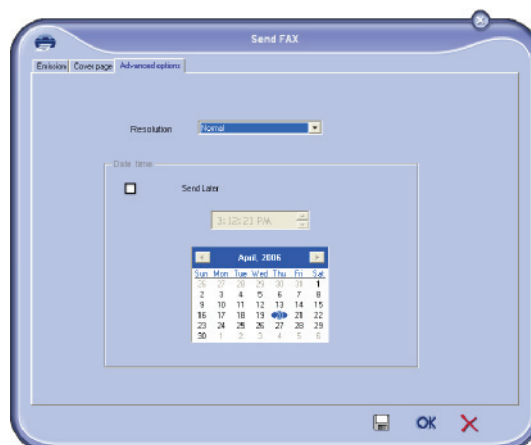 Send FAX
Emission Cover page Advanced options
Resolution Normal
Date time
Send Later
3:12:21 PM
April, 2006
Sun Mon Tue Wed Thu Fri Sat
26 27 28 29 30 31 1
2 3 4 5 6 7 8
9 10 11 12 13 14 15
16 17 18 19 20 21 22
23 24 25 26 27 28 29
30 1 2 3 4 5 6
OK